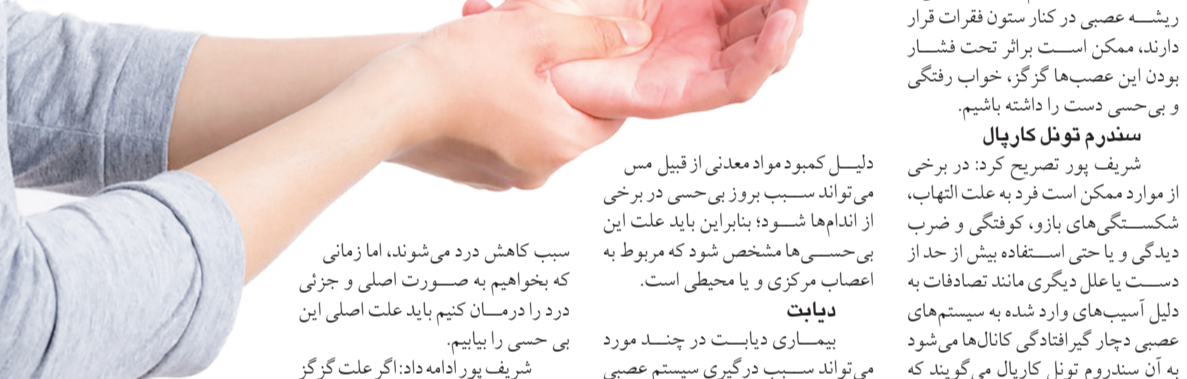 ریشه عصبی در کنار ستون فقرات قرار
دارند، ممکن است براثر تحت فشار
بودن این عصب‌ها گزگز، خواب رفتگی
و بی‌حسی دست را داشته باشیم.
سندرم تونل کارپال
شریف پور تصریح کرد: در برخی
از موارد ممکن است فرد به علت التهاب،
شکستگی‌های بازو، کوفتگی و ضرب
دیدگی و یا حتی استفاده بیش از حد از
دست یا علل دیگری مانند تصادفات به
دلیل آسیب‌های وارد شده به سیستم‌های
عصبی دچار گیرافتادگی کانال‌ها می‌شود
به آن سندروم تونل کارپال می‌گویند که
دلیل کمبود مواد معدنی از قبیل مس
می‌تواند سبب بروز بی‌حسی در برخی
از اندام‌ها شود؛ بنابراین باید علت این
بی‌حسی‌ها مشخص شود که مربوط به
اعصاب مرکزی و یا محیطی است.
دیابت
بیماری دیابت در چند مورد
می‌تواند سبب درگیری سیستم عصبی
سبب کاهش درد می‌شوند، اما زمانی
که بخواهیم به صورت اصلی و جزئی
درد را درمان کنیم باید علت اصلی این
بی حسی را بیابیم.
شریف پور ادامه داد: اگر علت گزگز